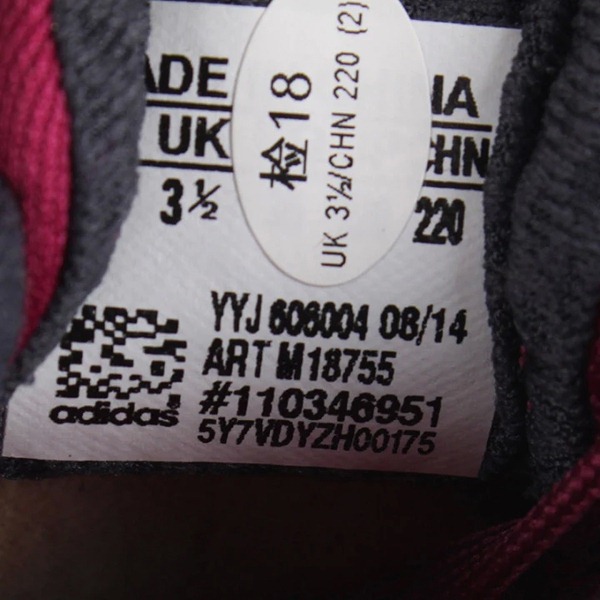 ADE
IA
UK
HN
3½
220
检18
UK 3½/CHN 220 (2)
YYJ 606004 08/14
ART M18755
#110346951
5Y7VDYZH00175
adidas